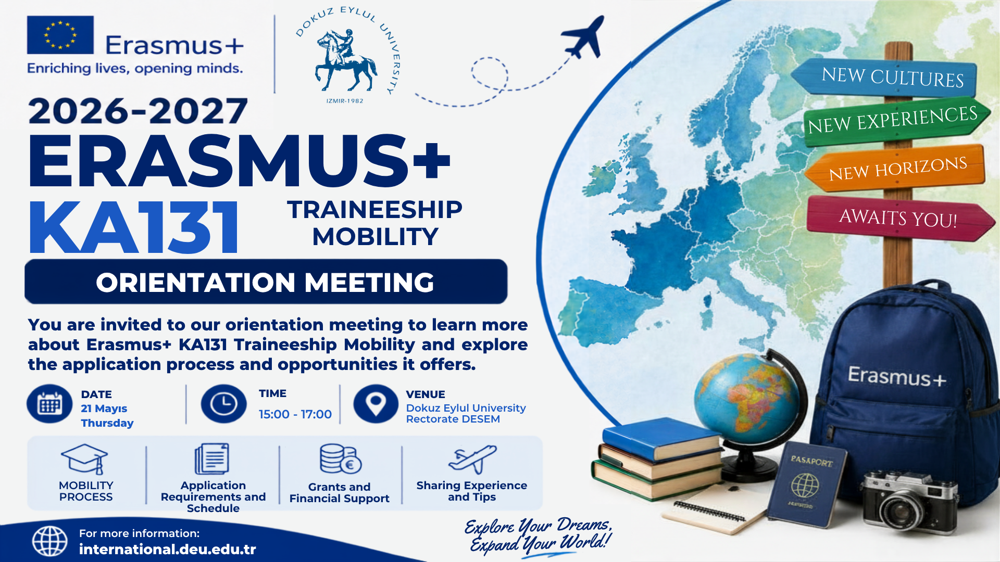 Erasmus+
Enriching lives, opening minds.
DOKUZ EYLUL UNIVERSITY
IZMIR-1982
2026-2027
ERASMUS+
KA131
TRAINEESHIP
MOBILITY
ORIENTATION MEETING
You are invited to our orientation meeting to learn more
about Erasmus+ KA131 Traineeship Mobility and explore
the application process and opportunities it offers.
DATE
21 Mayıs
Thursday
TIME
15:00 - 17:00
VENUE
Dokuz Eylul University
Rectorate DESEM
MOBILITY
PROCESS
Application
Requirements and
Schedule
Grants and
Financial Support
Sharing Experience
and Tips
For more information:
international.deu.edu.tr
Explore Your Dreams,
Expand Your World!
NEW CULTURES
NEW EXPERIENCES
NEW HORIZONS
AWAITS YOU!
Erasmus+
PASAPORT